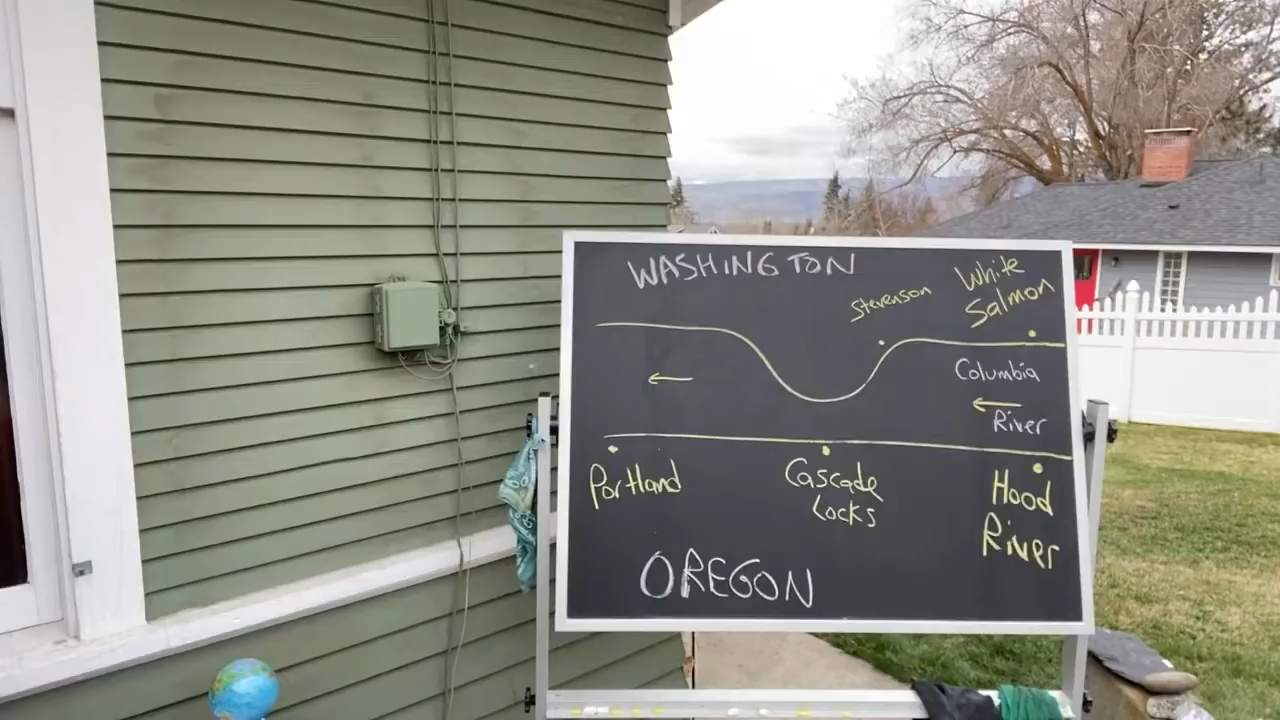 WASHINGTON
Stevenson
White
Salmon
Columbia
River
Portland
Cascade
Locks
Hood
River
OREGON